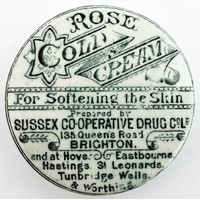 ROSE
COLD
CREAM
For Softening the Skin
Prepared by
SUSSEX CO-OPERATIVE DRUG Co Ld
135 Queens Road
BRIGHTON.
and at Hove, Eastbourne,
Hastings, St Leonards,
Tunbridge Wells,
& Worthing.